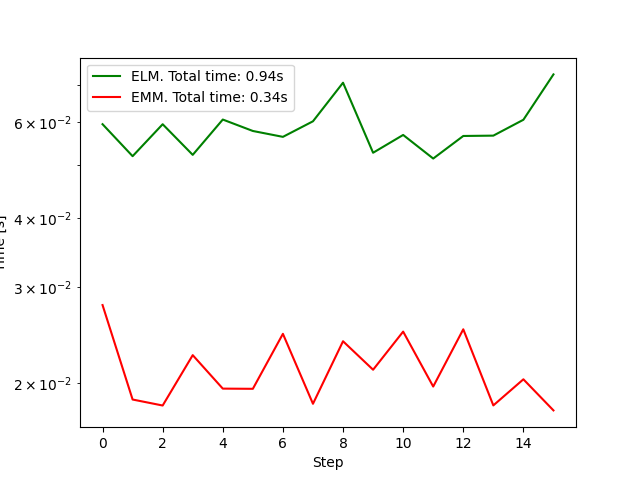 ELM. Total time: 0.94s
EMM. Total time: 0.34s
6 × 10⁻²
4 × 10⁻²
3 × 10⁻²
2 × 10⁻²
Time [s]
0 2 4 6 8 10 12 14
Step